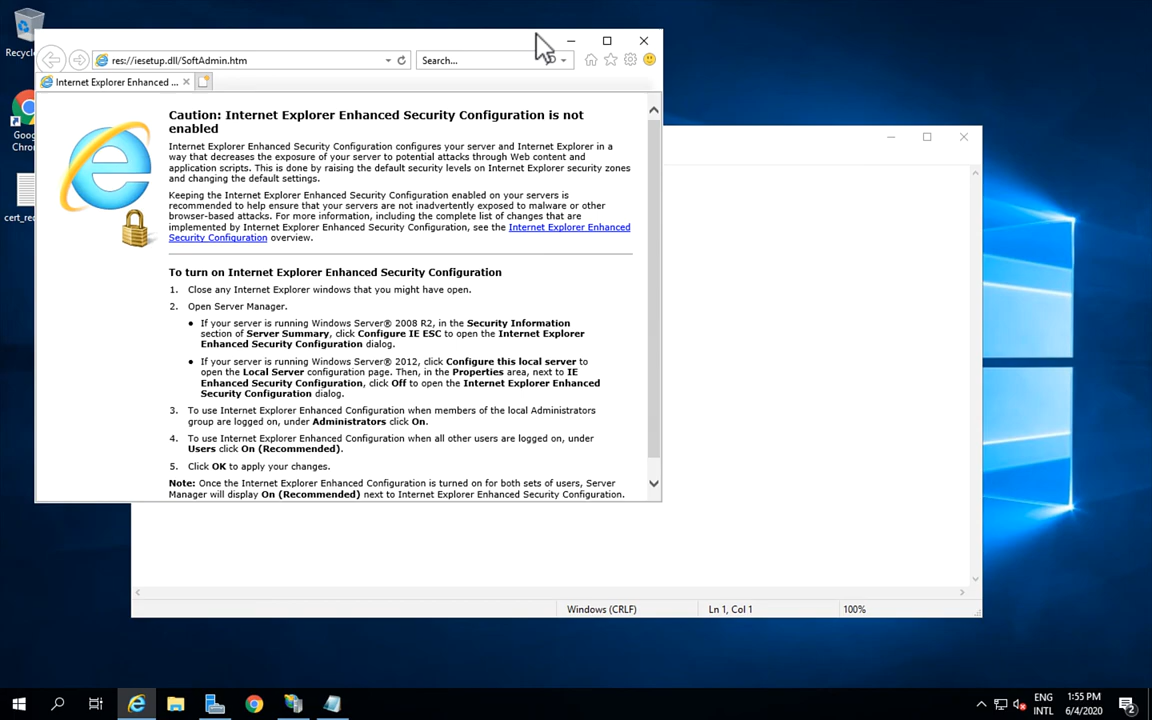 Recycl
res://iesetup.dll/SoftAdmin.htm
Search...
Internet Explorer Enhanced ...
Caution: Internet Explorer Enhanced Security Configuration is not
enabled
Internet Explorer Enhanced Security Configuration configures your server and Internet Explorer in a
way that decreases the exposure of your server to potential attacks through Web content and
application scripts. This is done by raising the default security levels on Internet Explorer security zones
and changing the default settings.
Keeping the Internet Explorer Enhanced Security Configuration enabled on your servers is
recommended to help ensure that your servers are not inadvertently exposed to malware or other
browser-based attacks. For more information, including the complete list of changes that are
implemented by Internet Explorer Enhanced Security Configuration, see the Internet Explorer Enhanced
Security Configuration overview.
To turn on Internet Explorer Enhanced Security Configuration
1. Close any Internet Explorer windows that you might have open.
2. Open Server Manager.
• If your server is running Windows Server® 2008 R2, in the Security Information
section of Server Summary, click Configure IE ESC to open the Internet Explorer
Enhanced Security Configuration dialog.
• If your server is running Windows Server® 2012, click Configure this local server to
open the Local Server configuration page. Then, in the Properties area, next to IE
Enhanced Security Configuration, click Off to open the Internet Explorer Enhanced
Security Configuration dialog.
3. To use Internet Explorer Enhanced Configuration when members of the local Administrators
group are logged on, under Administrators click On.
4. To use Internet Explorer Enhanced Configuration when all other users are logged on, under
Users click On (Recommended).
5. Click OK to apply your changes.
Note: Once the Internet Explorer Enhanced Configuration is turned on for both sets of users, Server
Manager will display On (Recommended) next to Internet Explorer Enhanced Security Configuration.
Goog
Chro
cert_rec
Windows (CRLF)
Ln 1, Col 1
100%
ENG
INTL
1:55 PM
6/4/2020
2